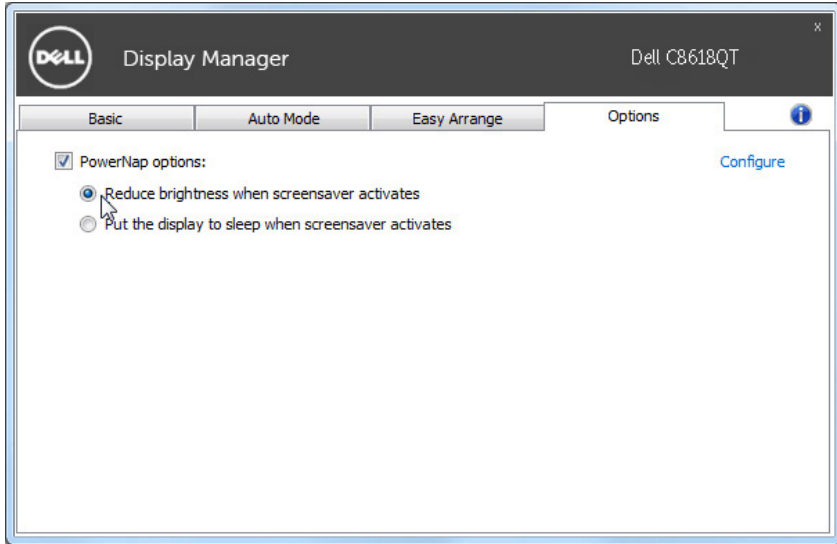 x
DELL Display Manager Dell C8618QT
Basic Auto Mode Easy Arrange Options i
PowerNap options: Configure
Reduce brightness when screensaver activates
Put the display to sleep when screensaver activates